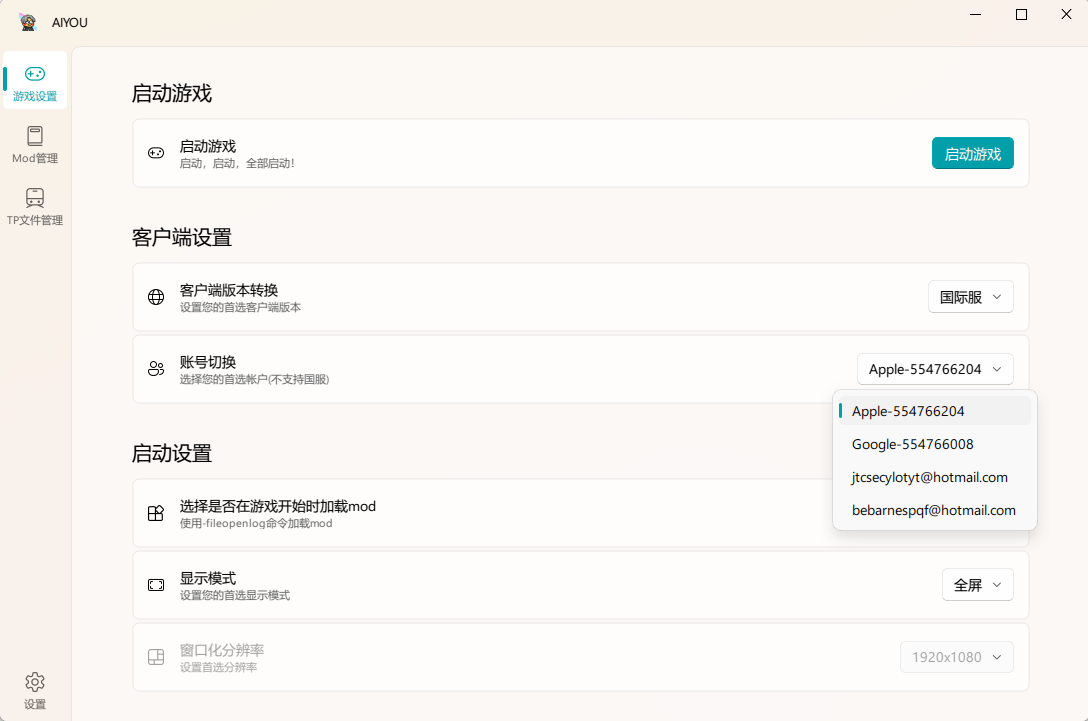 AIYOU
游戏设置
Mod管理
TP文件管理
设置
启动游戏
启动游戏
启动，启动，全部启动！
启动游戏
客户端设置
客户端版本转换
设置您的首选客户端版本
国际服
账号切换
选择您的首选帐户(不支持国服)
Apple-554766204
Apple-554766204
Google-554766008
jtcsecylotyt@hotmail.com
bebarnespqf@hotmail.com
启动设置
选择是否在游戏开始时加载mod
使用-fileopenlog命令加载mod
显示模式
设置您的首选显示模式
全屏
窗口化分辨率
设置首选分辨率
1920x1080